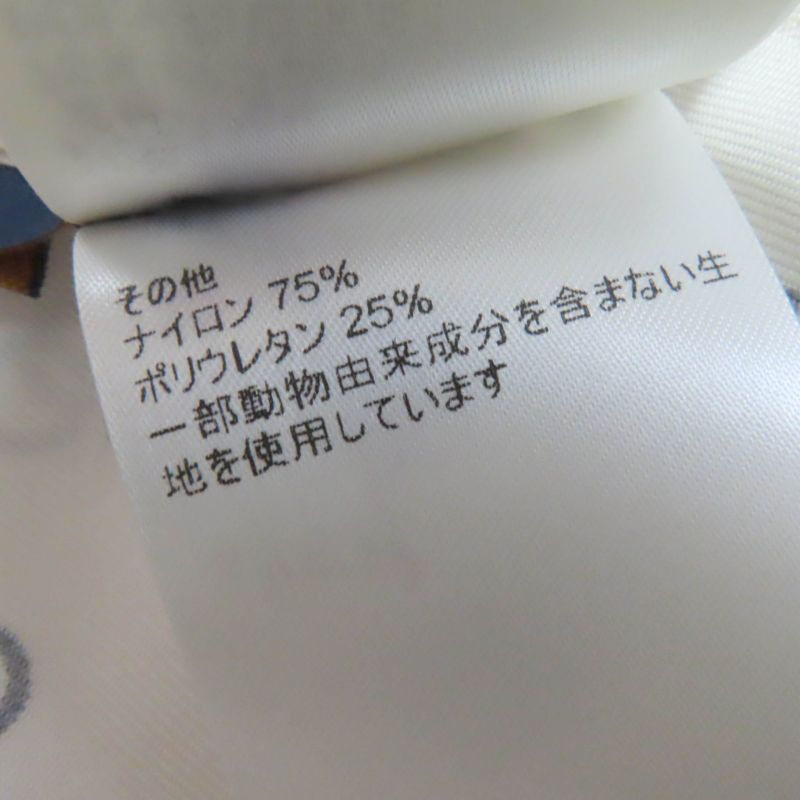 その他
ナイロン 75%
ポリウレタン 25%
一部動物由来成分を含まない生
地を使用しています